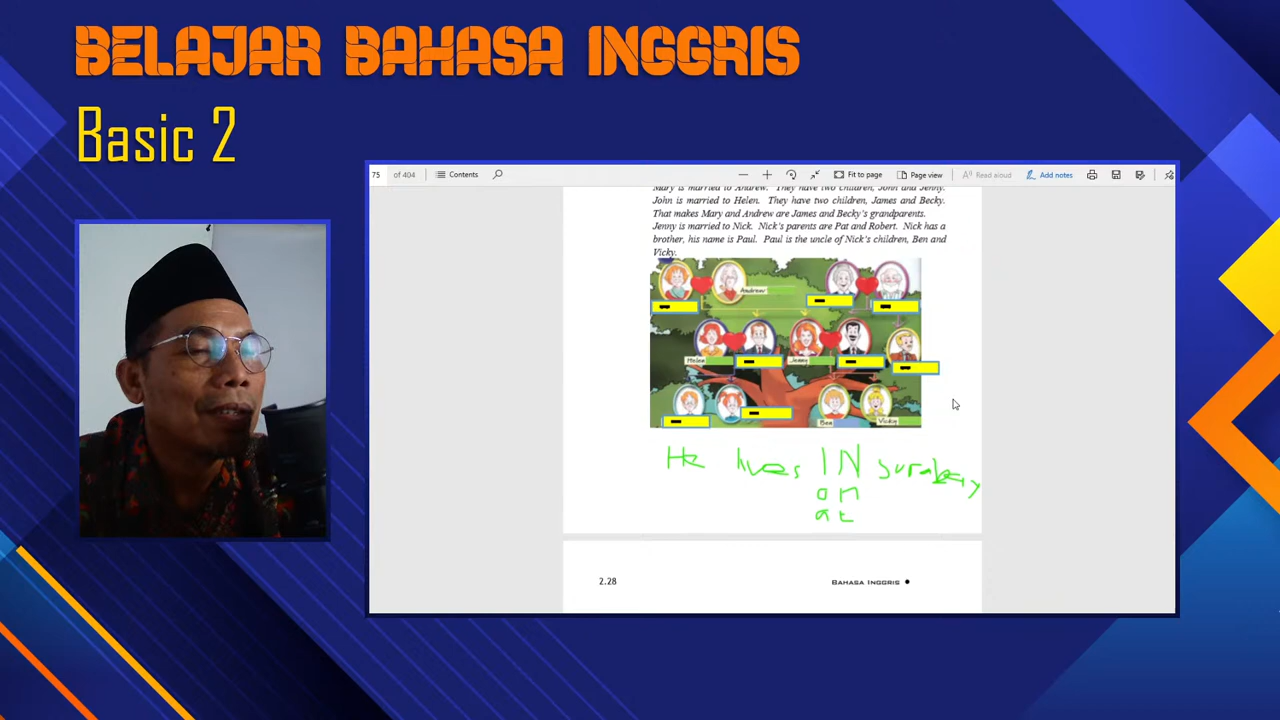 BELAJAR BAHASA INGGRIS
Basic 2
75 of 404 Contents Fit to page Page view Read aloud Add notes
Mary is married to Andrew. They have two children, John and Jenny.
John is married to Helen. They have two children, James and Becky.
That makes Mary and Andrew are James and Becky's grandparents.
Jenny is married to Nick. Nick's parents are Pat and Robert. Nick has a
brother, his name is Paul. Paul is the uncle of Nick's children, Ben and
Vicky.
Andrew
Helen Jenny
Ben Vicky
He lives IN
on
at
2.28 BAHASA INGGRIS